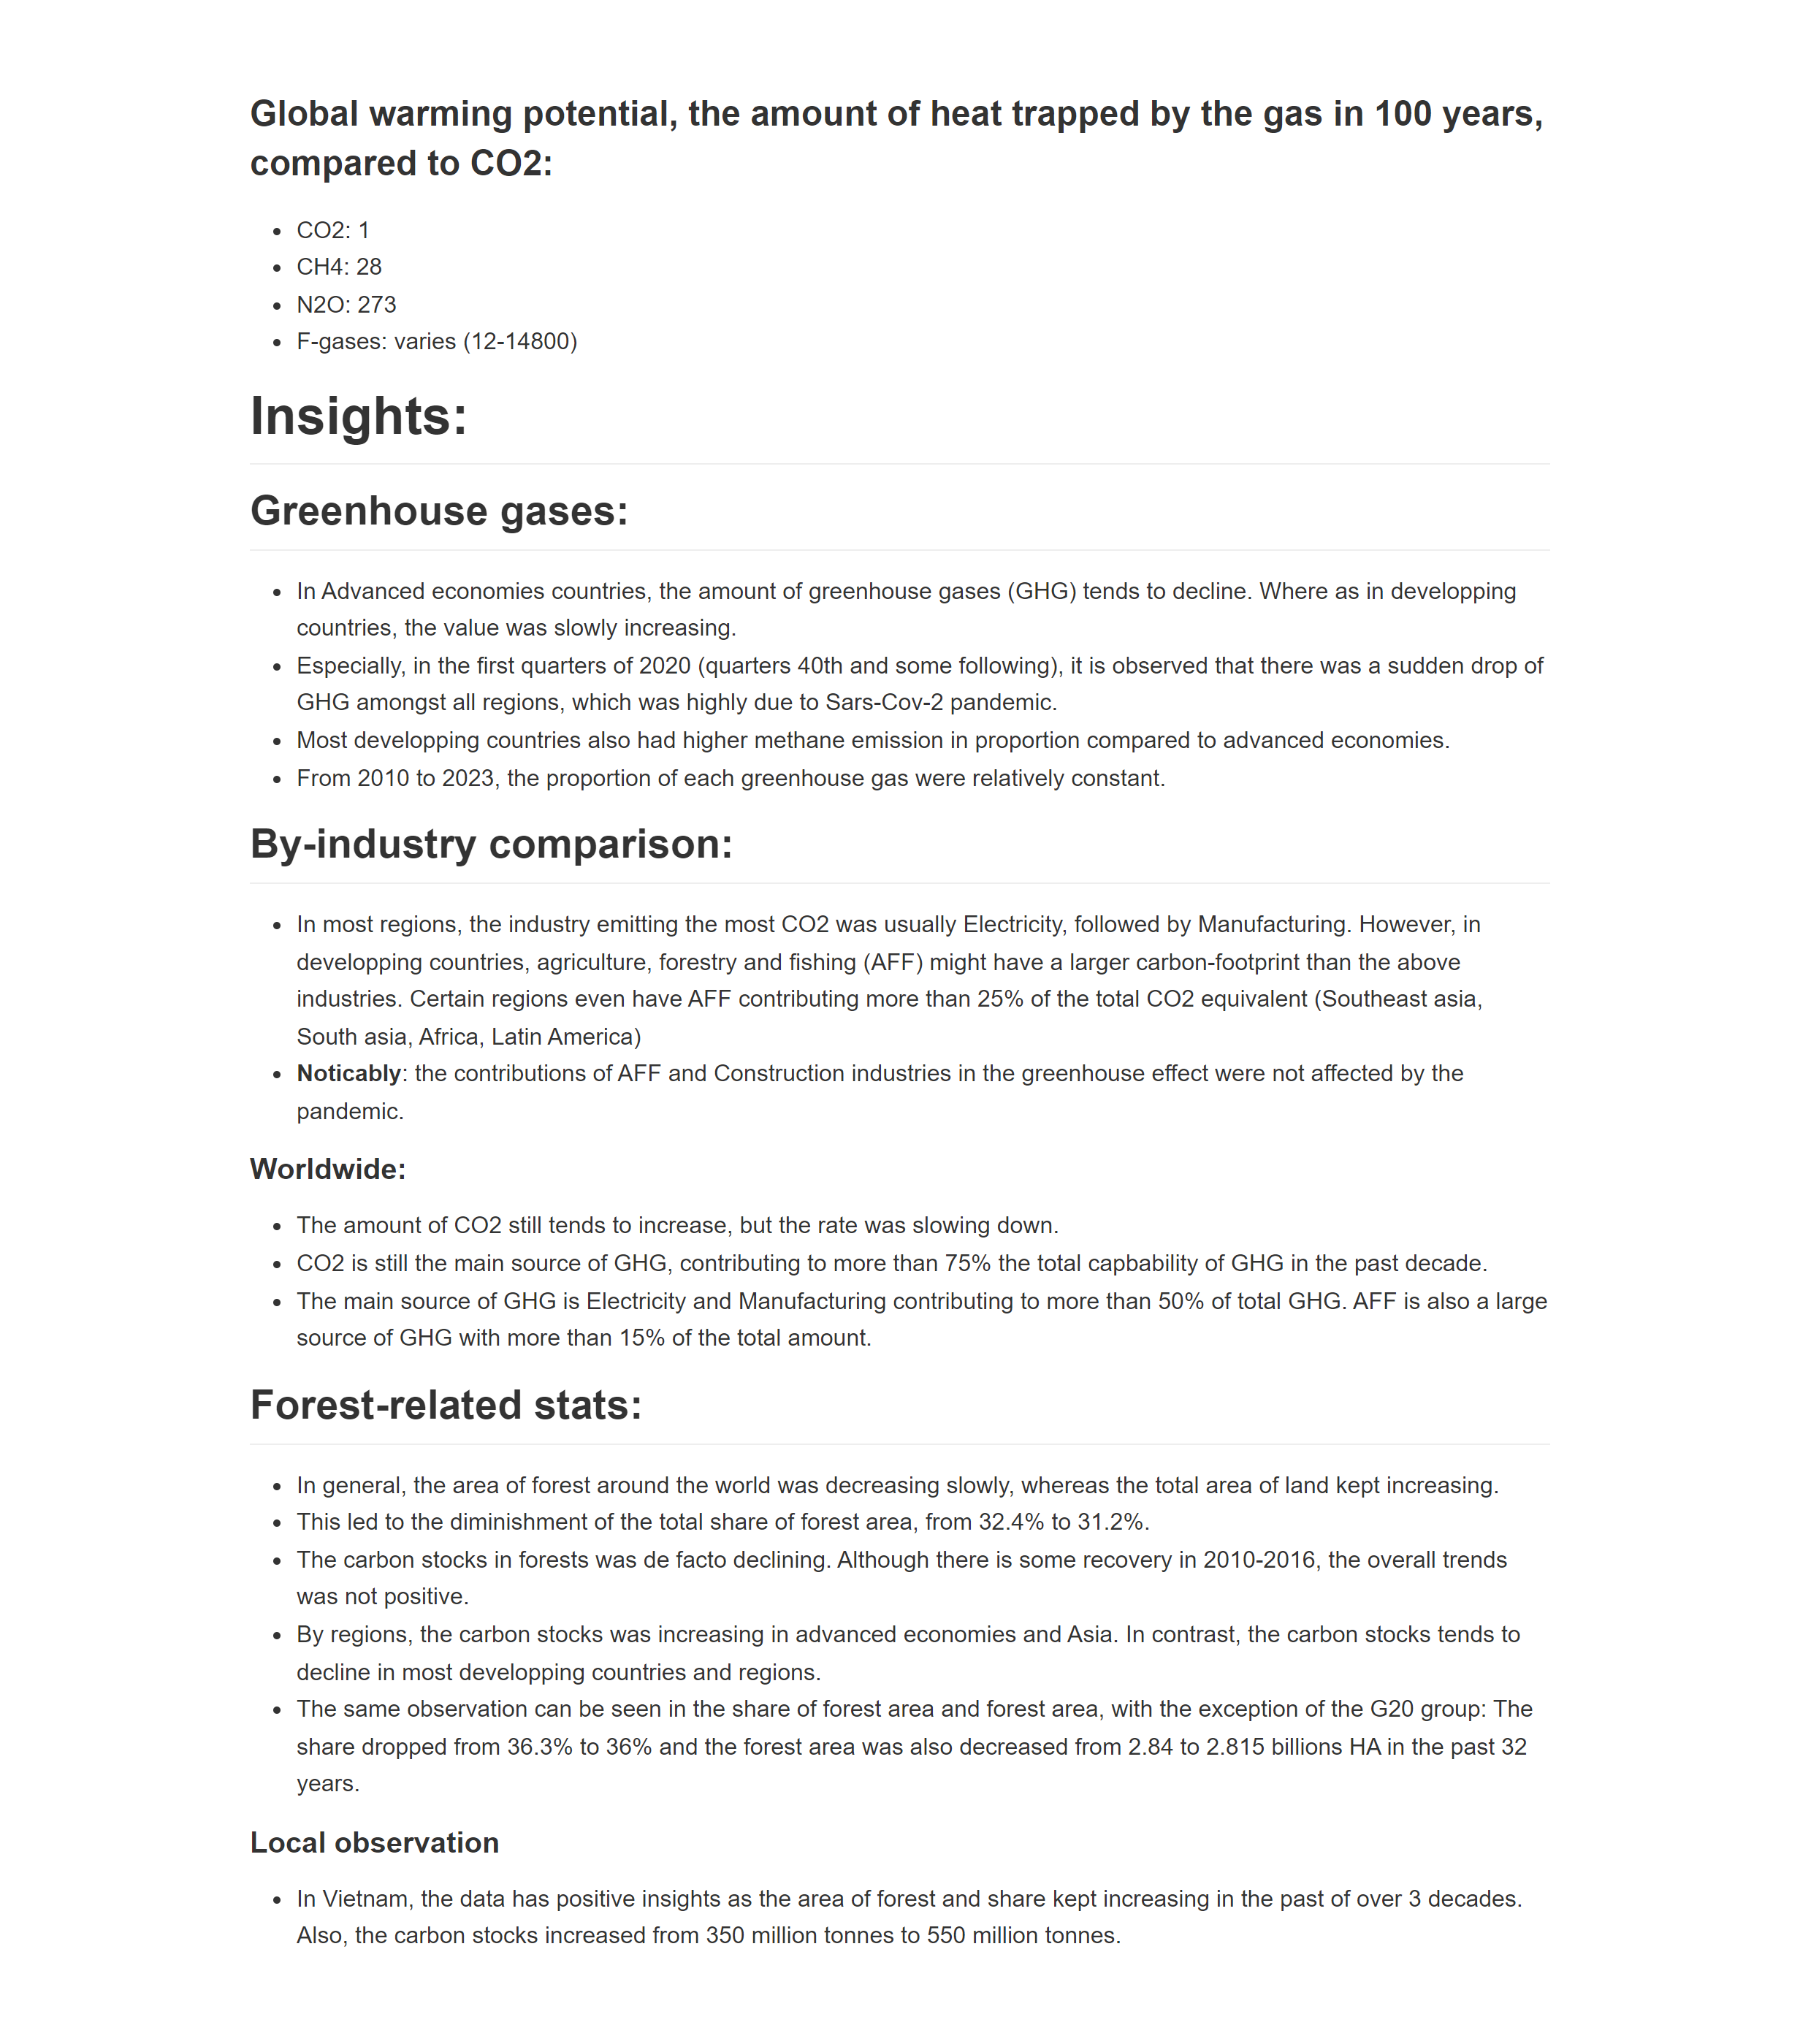 Global warming potential, the amount of heat trapped by the gas in 100 years,
compared to CO2:
• CO2: 1
• CH4: 28
• N2O: 273
• F-gases: varies (12-14800)
Insights:
Greenhouse gases:
• In Advanced economies countries, the amount of greenhouse gases (GHG) tends to decline. Where as in developping
countries, the value was slowly increasing.
• Especially, in the first quarters of 2020 (quarters 40th and some following), it is observed that there was a sudden drop of
GHG amongst all regions, which was highly due to Sars-Cov-2 pandemic.
• Most developping countries also had higher methane emission in proportion compared to advanced economies.
• From 2010 to 2023, the proportion of each greenhouse gas were relatively constant.
By-industry comparison:
• In most regions, the industry emitting the most CO2 was usually Electricity, followed by Manufacturing. However, in
developping countries, agriculture, forestry and fishing (AFF) might have a larger carbon-footprint than the above
industries. Certain regions even have AFF contributing more than 25% of the total CO2 equivalent (Southeast asia,
South asia, Africa, Latin America)
• Noticably: the contributions of AFF and Construction industries in the greenhouse effect were not affected by the
pandemic.
Worldwide:
• The amount of CO2 still tends to increase, but the rate was slowing down.
• CO2 is still the main source of GHG, contributing to more than 75% the total capbability of GHG in the past decade.
• The main source of GHG is Electricity and Manufacturing contributing to more than 50% of total GHG. AFF is also a large
source of GHG with more than 15% of the total amount.
Forest-related stats:
• In general, the area of forest around the world was decreasing slowly, whereas the total area of land kept increasing.
• This led to the diminishment of the total share of forest area, from 32.4% to 31.2%.
• The carbon stocks in forests was de facto declining. Although there is some recovery in 2010-2016, the overall trends
was not positive.
• By regions, the carbon stocks was increasing in advanced economies and Asia. In contrast, the carbon stocks tends to
decline in most developping countries and regions.
• The same observation can be seen in the share of forest area and forest area, with the exception of the G20 group: The
share dropped from 36.3% to 36% and the forest area was also decreased from 2.84 to 2.815 billions HA in the past 32
years.
Local observation
• In Vietnam, the data has positive insights as the area of forest and share kept increasing in the past of over 3 decades.
Also, the carbon stocks increased from 350 million tonnes to 550 million tonnes.